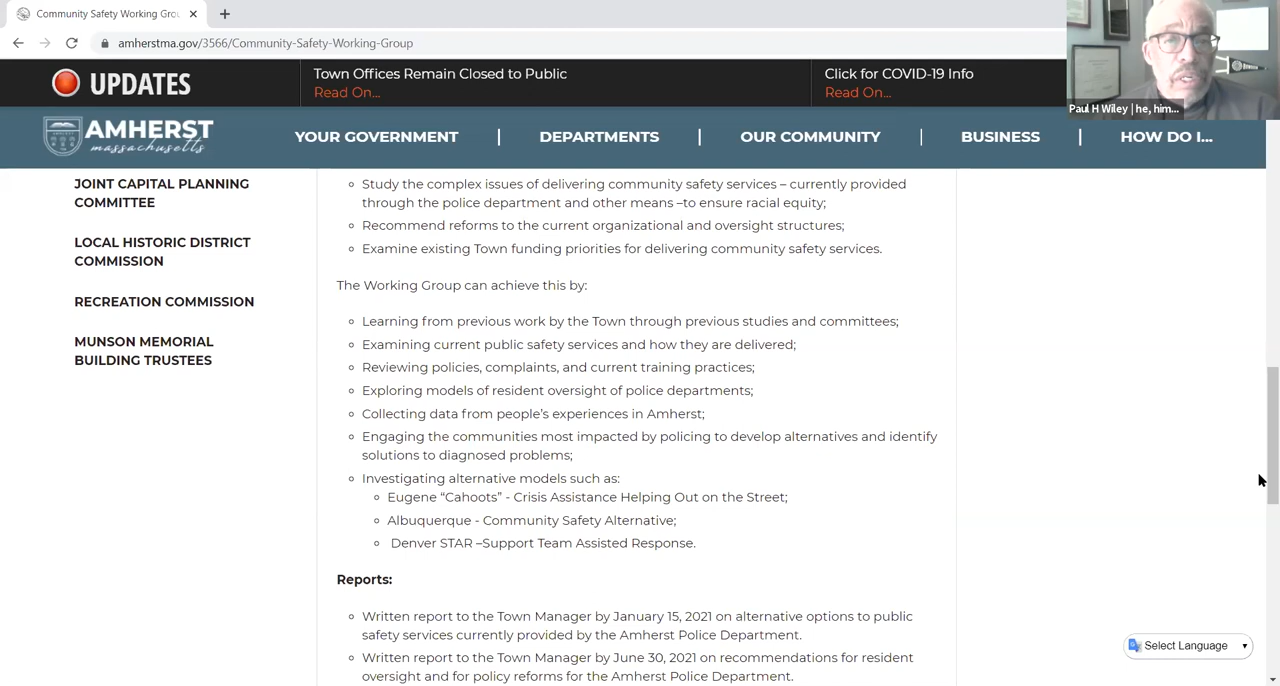 Community Safety Working Grou
amherstma.gov/3566/Community-Safety-Working-Group
UPDATES
Town Offices Remain Closed to Public
Read On...
Click for COVID-19 Info
Read On...
Paul H Wiley | he, him...
AMHERST
massachusetts
YOUR GOVERNMENT | DEPARTMENTS | OUR COMMUNITY | BUSINESS | HOW DO I...
JOINT CAPITAL PLANNING
COMMITTEE
LOCAL HISTORIC DISTRICT
COMMISSION
RECREATION COMMISSION
MUNSON MEMORIAL
BUILDING TRUSTEES
Study the complex issues of delivering community safety services – currently provided
through the police department and other means –to ensure racial equity;
Recommend reforms to the current organizational and oversight structures;
Examine existing Town funding priorities for delivering community safety services.
The Working Group can achieve this by:
Learning from previous work by the Town through previous studies and committees;
Examining current public safety services and how they are delivered;
Reviewing policies, complaints, and current training practices;
Exploring models of resident oversight of police departments;
Collecting data from people’s experiences in Amherst;
Engaging the communities most impacted by policing to develop alternatives and identify
solutions to diagnosed problems;
Investigating alternative models such as:
Eugene “Cahoots” - Crisis Assistance Helping Out on the Street;
Albuquerque - Community Safety Alternative;
Denver STAR –Support Team Assisted Response.
Reports:
Written report to the Town Manager by January 15, 2021 on alternative options to public
safety services currently provided by the Amherst Police Department.
Written report to the Town Manager by June 30, 2021 on recommendations for resident
oversight and for policy reforms for the Amherst Police Department.
Select Language